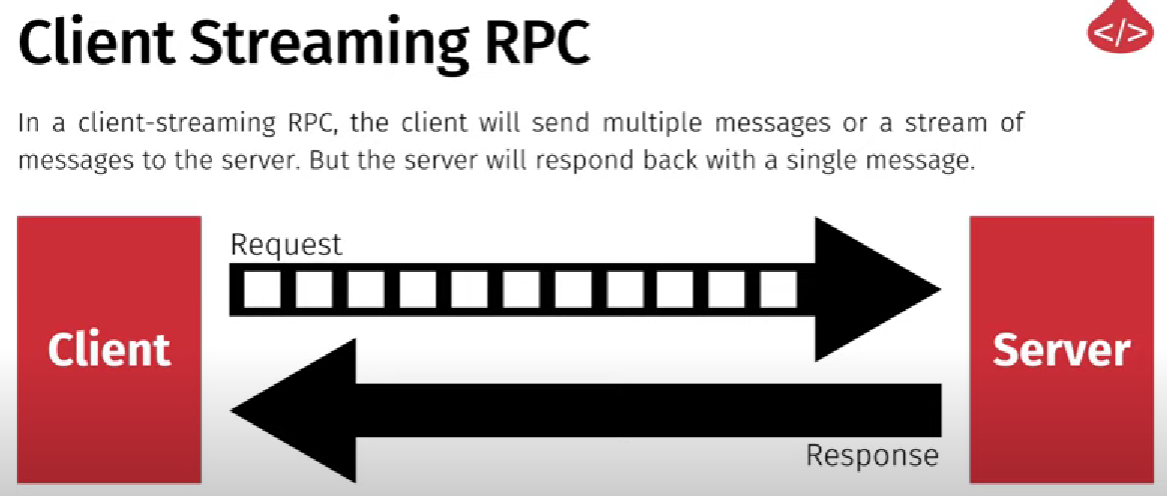 Client Streaming RPC
</>
In a client-streaming RPC, the client will send multiple messages or a stream of
messages to the server. But the server will respond back with a single message.
Request
Client
Server
Response